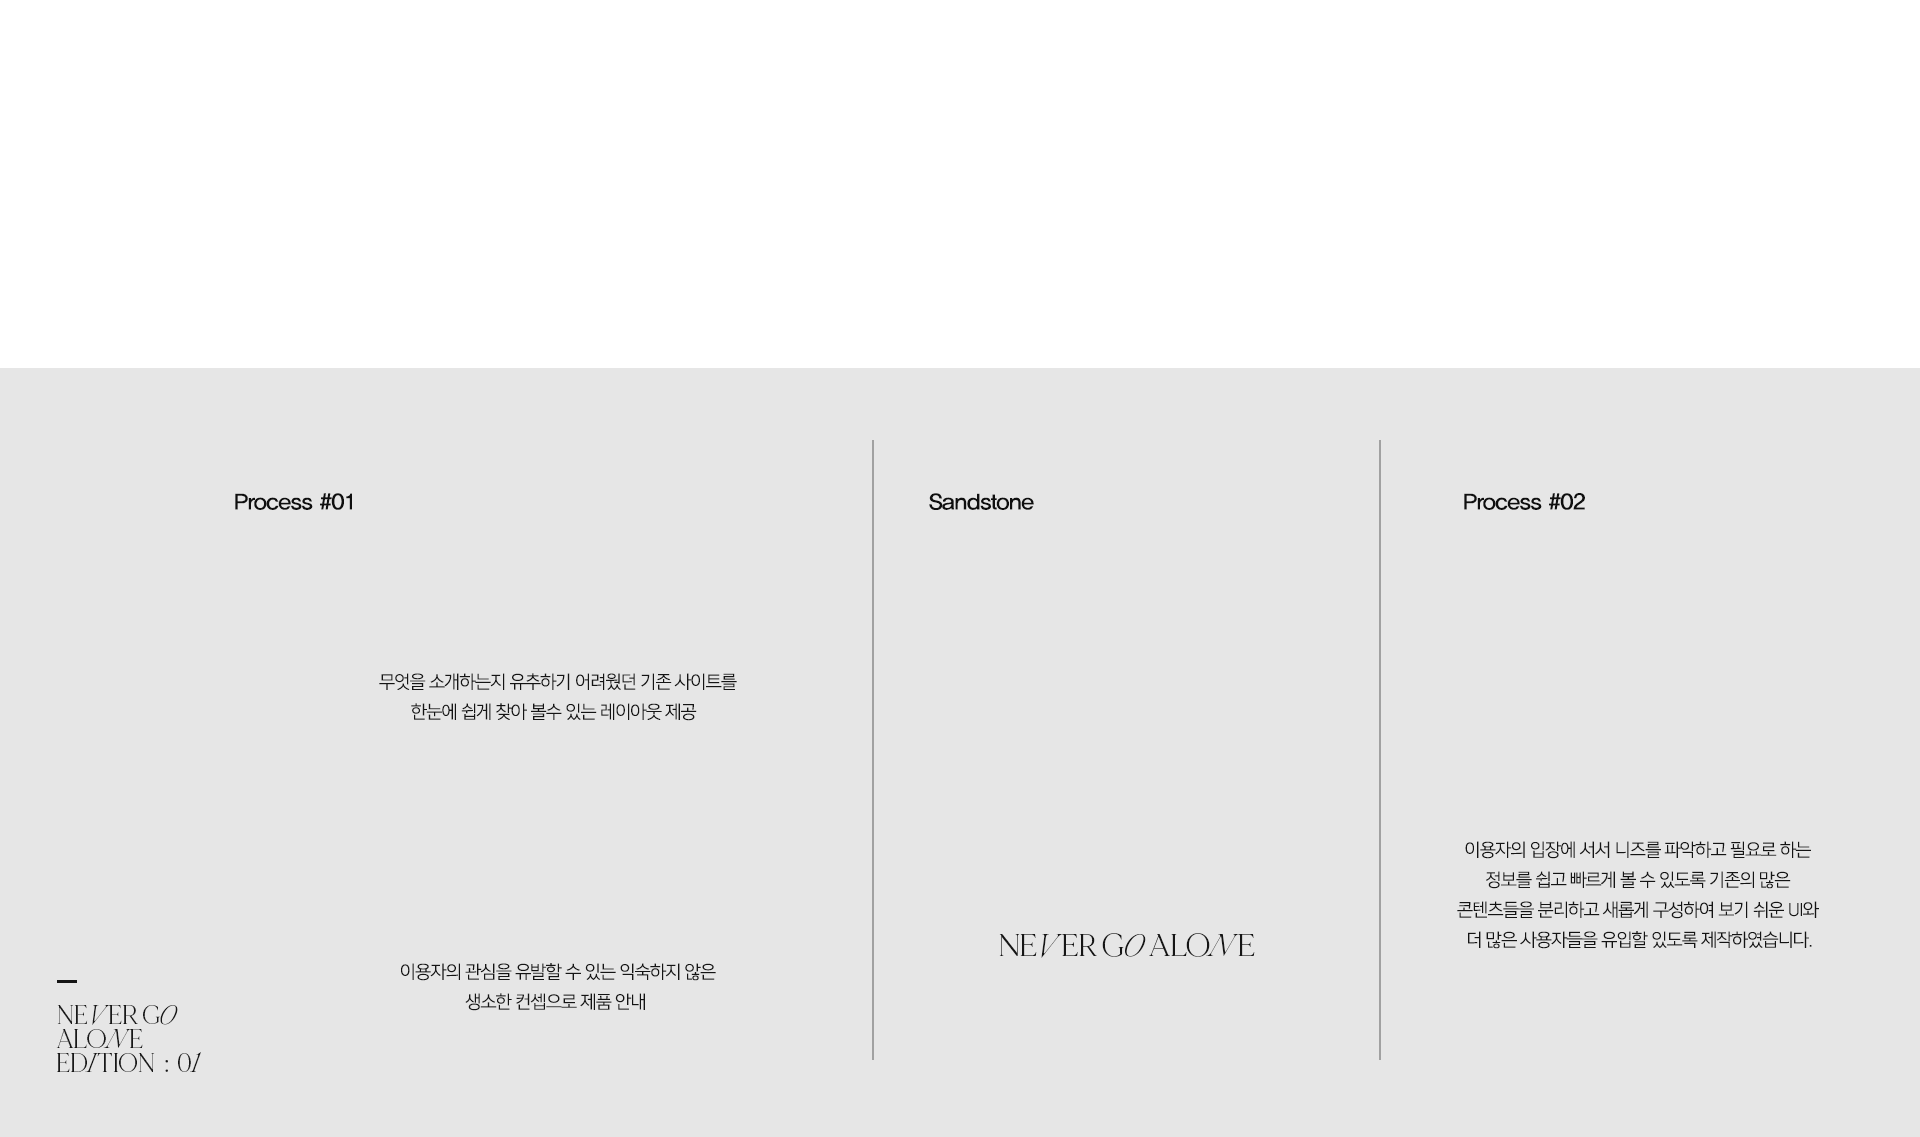 Process #01
무엇을 소개하는지 유추하기 어려웠던 기존 사이트를
한눈에 쉽게 찾아 볼수 있는 레이아웃 제공
이용자의 관심을 유발할 수 있는 익숙하지 않은
생소한 컨셉으로 제품 안내
NEVER GO
ALONE
EDITION : 01
Sandstone
NEVER GO ALONE
Process #02
이용자의 입장에 서서 니즈를 파악하고 필요로 하는
정보를 쉽고 빠르게 볼 수 있도록 기존의 많은
콘텐츠들을 분리하고 새롭게 구성하여 보기 쉬운 UI와
더 많은 사용자들을 유입할 있도록 제작하였습니다.